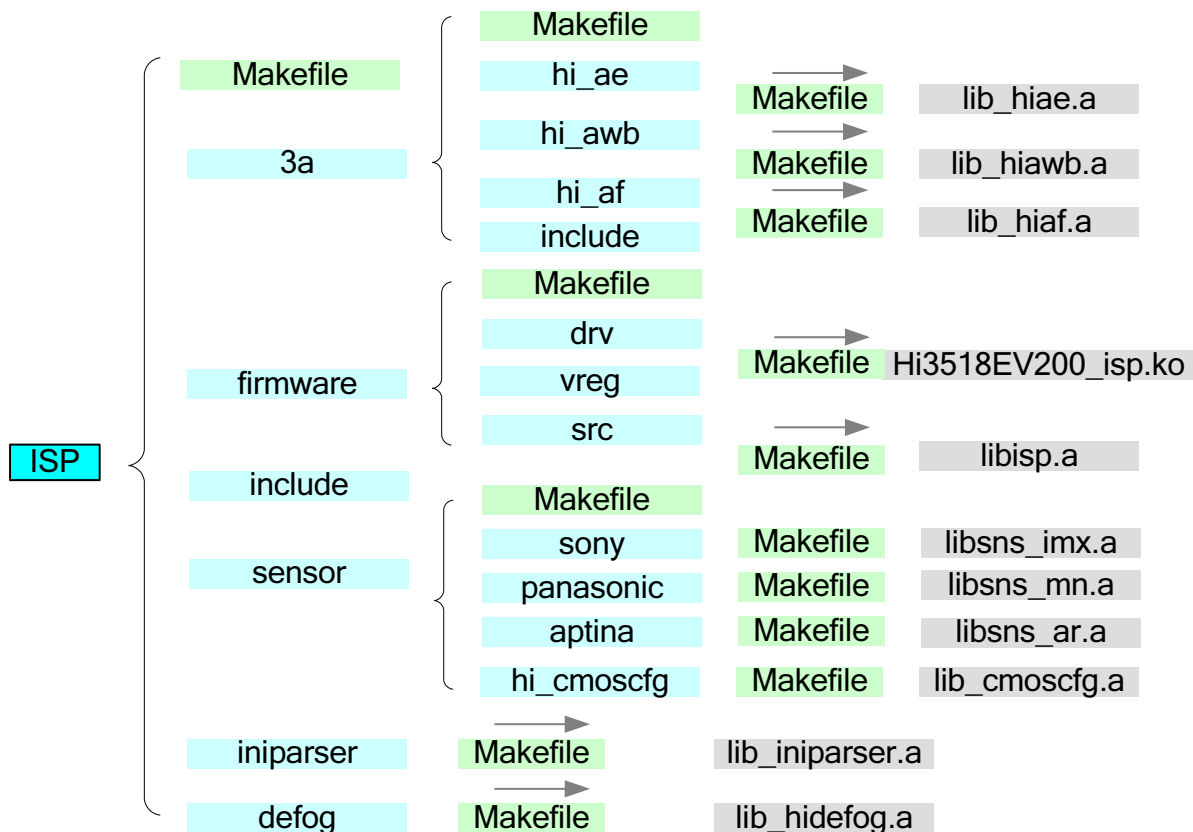 Makefile
Makefile
hi_ae
Makefile lib_hiae.a
hi_awb
3a
Makefile lib_hiawb.a
hi_af
Makefile lib_hiaf.a
include
Makefile
drv
Makefile Hi3518EV200_isp.ko
firmware vreg
src
ISP
Makefile libisp.a
include
Makefile
sony Makefile libsns_imx.a
sensor
panasonic Makefile libsns_mn.a
aptina Makefile libsns_ar.a
hi_cmoscfg Makefile lib_cmoscfg.a
iniparser Makefile lib_iniparser.a
defog Makefile lib_hidefog.a